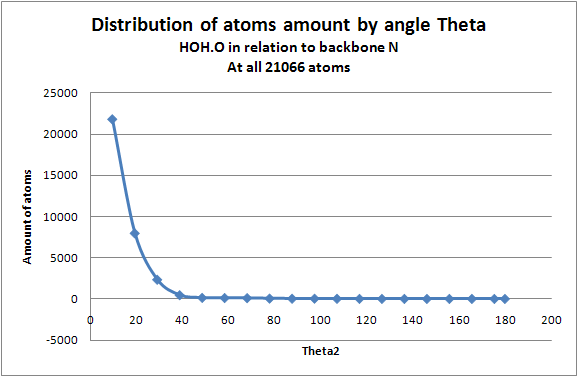 Distribution of atoms amount by angle Theta
HOH.O in relation to backbone N
At all 21066 atoms
25000
20000
15000
10000
5000
0
-5000
Amount of atoms
0 20 40 60 80 100 120 140 160 180 200
Theta2